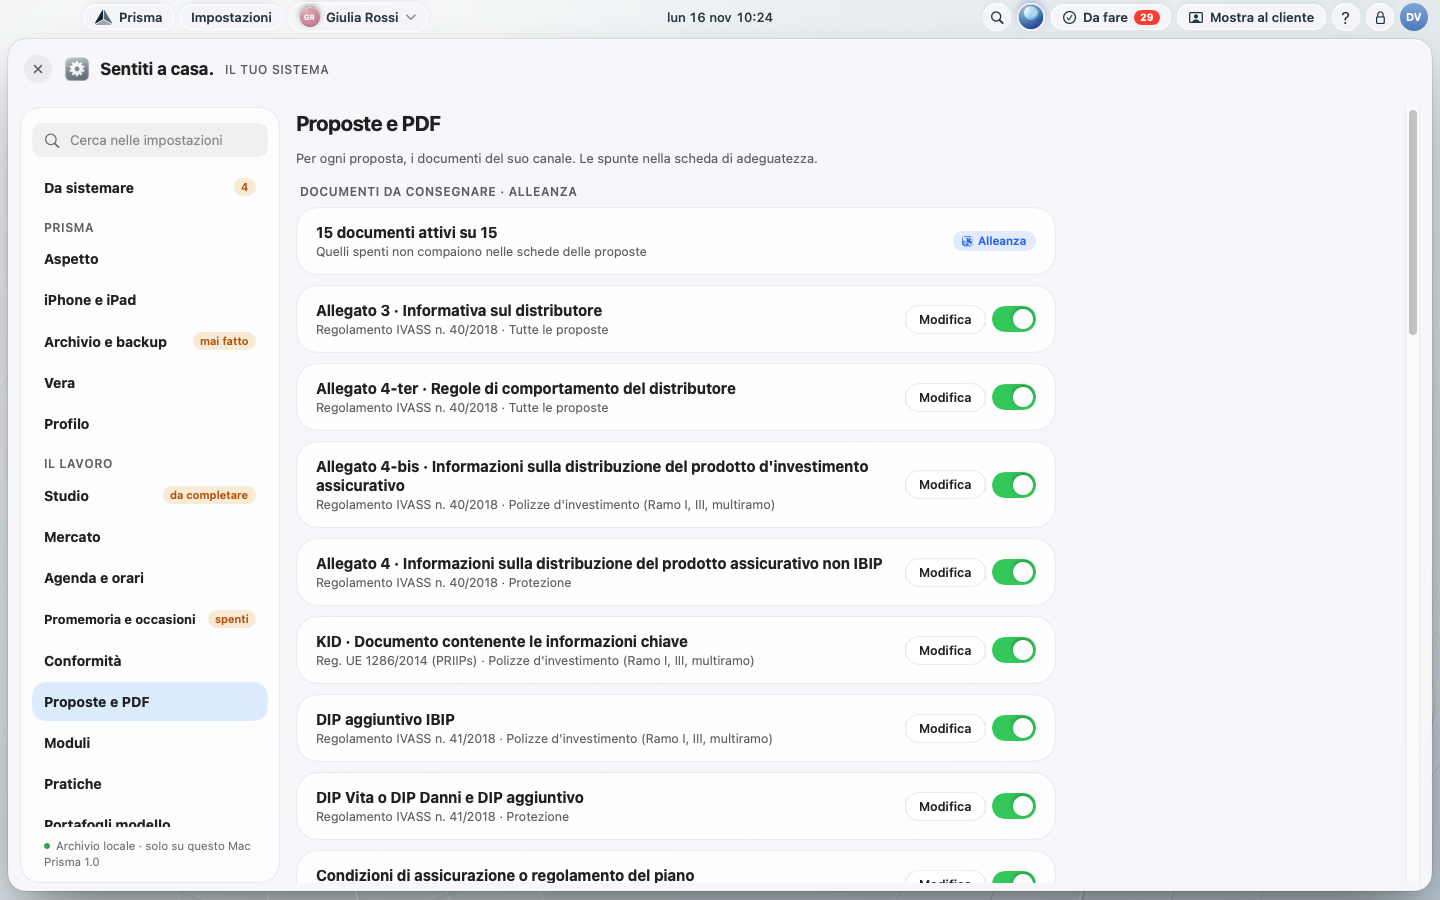 Prisma
Impostazioni
GR Giulia Rossi
lun 16 nov 10:24
Da fare 29
Mostra al cliente
?
DV
Sentiti a casa. IL TUO SISTEMA
Cerca nelle impostazioni
Da sistemare 4
PRISMA
Aspetto
iPhone e iPad
Archivio e backup mai fatto
Vera
Profilo
IL LAVORO
Studio da completare
Mercato
Agenda e orari
Promemoria e occasioni spenti
Conformità
Proposte e PDF
Moduli
Pratiche
Portafogli modello
Archivio locale · solo su questo Mac
Prisma 1.0
Proposte e PDF
Per ogni proposta, i documenti del suo canale. Le spunte nella scheda di adeguatezza.
DOCUMENTI DA CONSEGNARE · ALLEANZA
15 documenti attivi su 15
Quelli spenti non compaiono nelle schede delle proposte
Alleanza
Allegato 3 · Informativa sul distributore
Regolamento IVASS n. 40/2018 · Tutte le proposte
Modifica
Allegato 4-ter · Regole di comportamento del distributore
Regolamento IVASS n. 40/2018 · Tutte le proposte
Modifica
Allegato 4-bis · Informazioni sulla distribuzione del prodotto d'investimento
assicurativo
Regolamento IVASS n. 40/2018 · Polizze d'investimento (Ramo I, III, multiramo)
Modifica
Allegato 4 · Informazioni sulla distribuzione del prodotto assicurativo non IBIP
Regolamento IVASS n. 40/2018 · Protezione
Modifica
KID · Documento contenente le informazioni chiave
Reg. UE 1286/2014 (PRIIPs) · Polizze d'investimento (Ramo I, III, multiramo)
Modifica
DIP aggiuntivo IBIP
Regolamento IVASS n. 41/2018 · Polizze d'investimento (Ramo I, III, multiramo)
Modifica
DIP Vita o DIP Danni e DIP aggiuntivo
Regolamento IVASS n. 41/2018 · Protezione
Modifica
Condizioni di assicurazione o regolamento del piano
Modifica